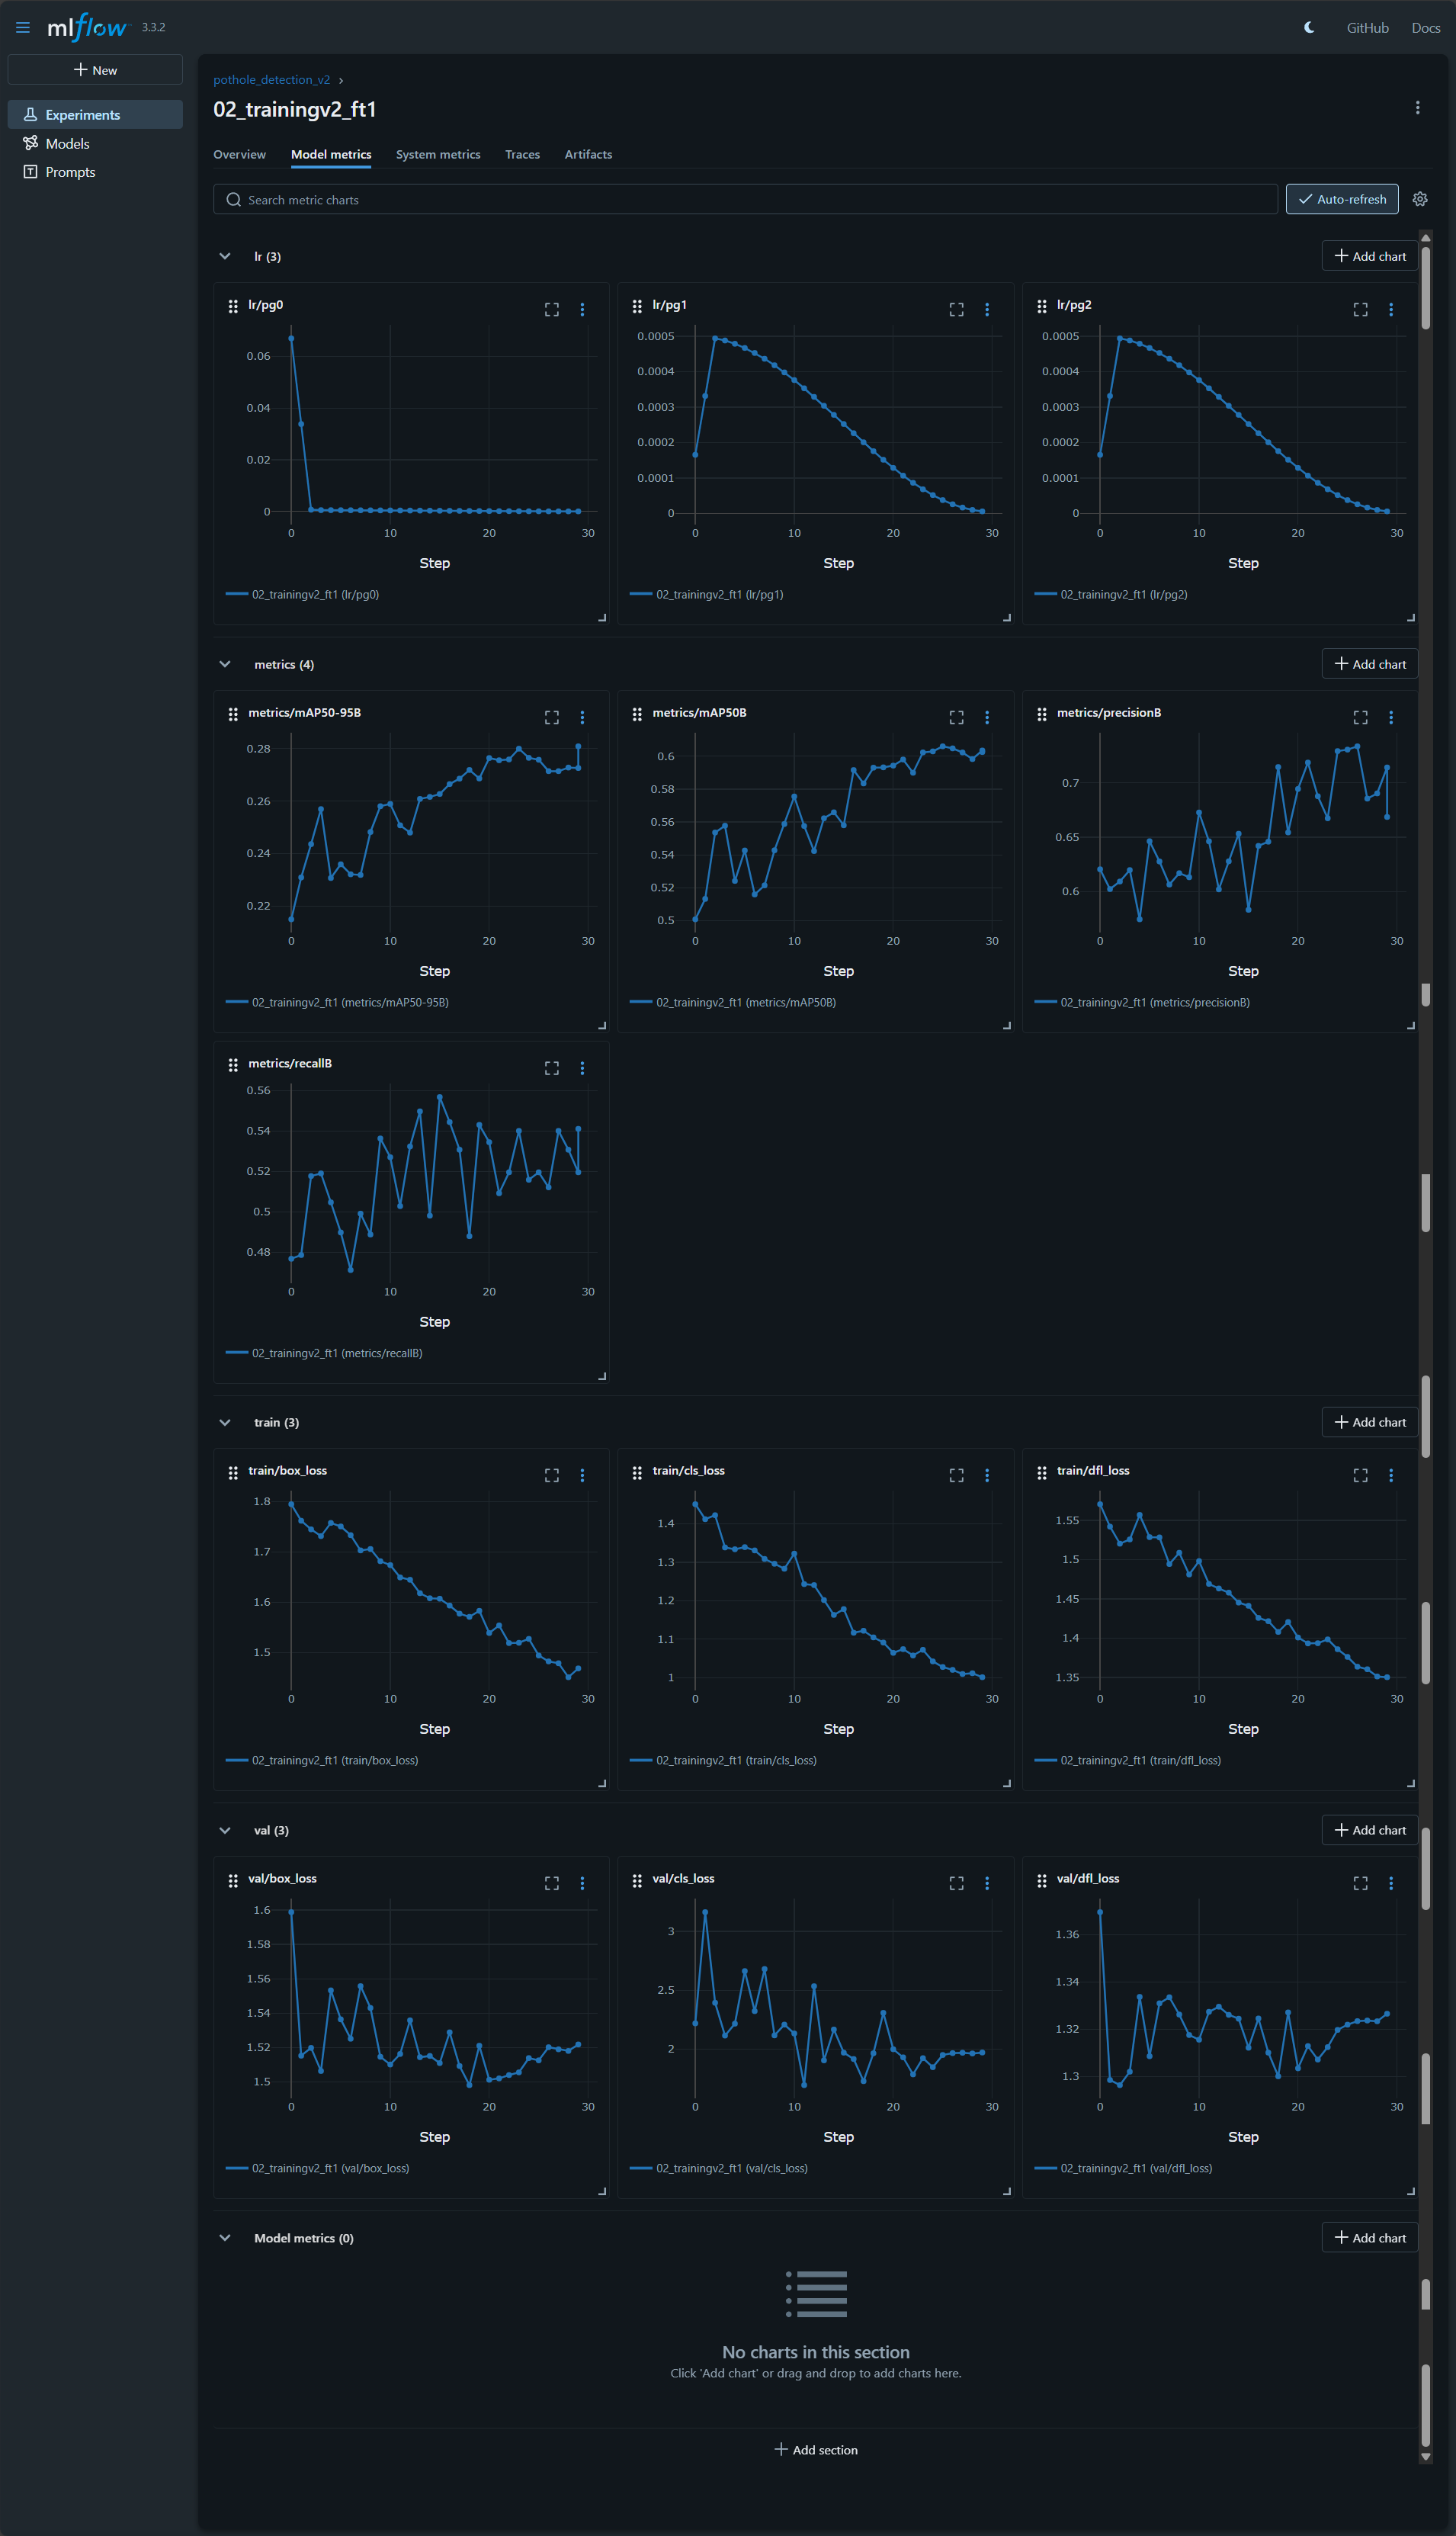 mlflow 3.3.2
GitHub
Docs
New
Experiments
Models
Prompts
pothole_detection_v2
02_trainingv2_ft1
Overview
Model metrics
System metrics
Traces
Artifacts
Search metric charts
Auto-refresh
lr (3)
Add chart
lr/pg0
0.06
0.04
0.02
0
0 10 20 30
Step
02_trainingv2_ft1 (lr/pg0)
lr/pg1
0.0005
0.0004
0.0003
0.0002
0.0001
0
0 10 20 30
Step
02_trainingv2_ft1 (lr/pg1)
lr/pg2
0.0005
0.0004
0.0003
0.0002
0.0001
0
0 10 20 30
Step
02_trainingv2_ft1 (lr/pg2)
metrics (4)
Add chart
metrics/mAP50-95B
0.28
0.26
0.24
0.22
0 10 20 30
Step
02_trainingv2_ft1 (metrics/mAP50-95B)
metrics/mAP50B
0.6
0.58
0.56
0.54
0.52
0.5
0 10 20 30
Step
02_trainingv2_ft1 (metrics/mAP50B)
metrics/precisionB
0.7
0.65
0.6
0 10 20 30
Step
02_trainingv2_ft1 (metrics/precisionB)
metrics/recallB
0.56
0.54
0.52
0.5
0.48
0 10 20 30
Step
02_trainingv2_ft1 (metrics/recallB)
train (3)
Add chart
train/box_loss
1.8
1.7
1.6
1.5
0 10 20 30
Step
02_trainingv2_ft1 (train/box_loss)
train/cls_loss
1.4
1.3
1.2
1.1
1
0 10 20 30
Step
02_trainingv2_ft1 (train/cls_loss)
train/dfl_loss
1.55
1.5
1.45
1.4
1.35
0 10 20 30
Step
02_trainingv2_ft1 (train/dfl_loss)
val (3)
Add chart
val/box_loss
1.6
1.58
1.56
1.54
1.52
1.5
0 10 20 30
Step
02_trainingv2_ft1 (val/box_loss)
val/cls_loss
3
2.5
2
0 10 20 30
Step
02_trainingv2_ft1 (val/cls_loss)
val/dfl_loss
1.36
1.34
1.32
1.3
0 10 20 30
Step
02_trainingv2_ft1 (val/dfl_loss)
Model metrics (0)
Add chart
No charts in this section
Click 'Add chart' or drag and drop to add charts here.
Add section